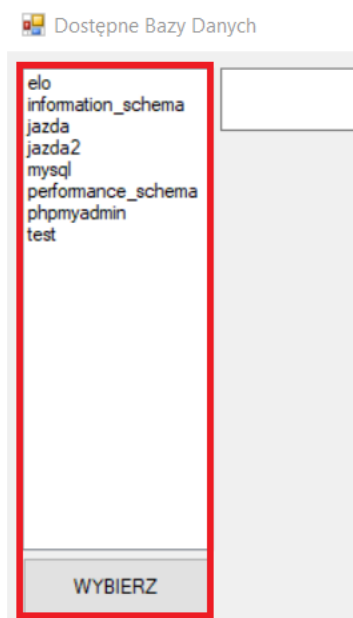 Dostępne Bazy Danych
elo
information_schema
jazda
jazda2
mysql
performance_schema
phpmyadmin
test
WYBIERZ